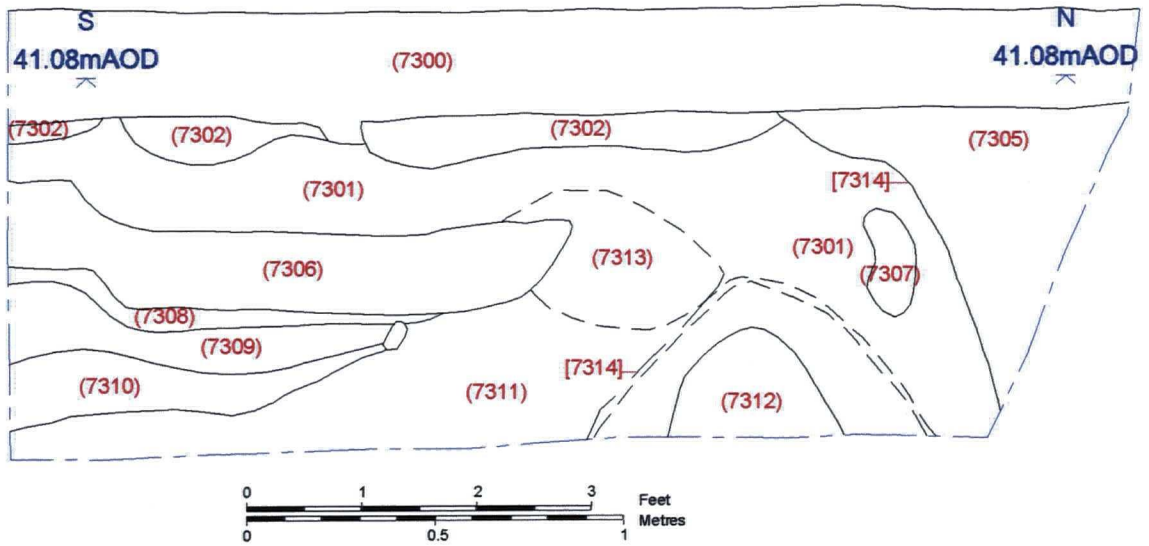 S
N
41.08mAOD
41.08mAOD
(7300)
(7302)
(7302)
(7302)
(7305)
[7314]
(7301)
(7301)
(7313)
(7306)
(7307)
(7308)
(7309)
[7314]
(7310)
(7311)
(7312)
0 1 2 3 Feet
Metres
0 0.5 1